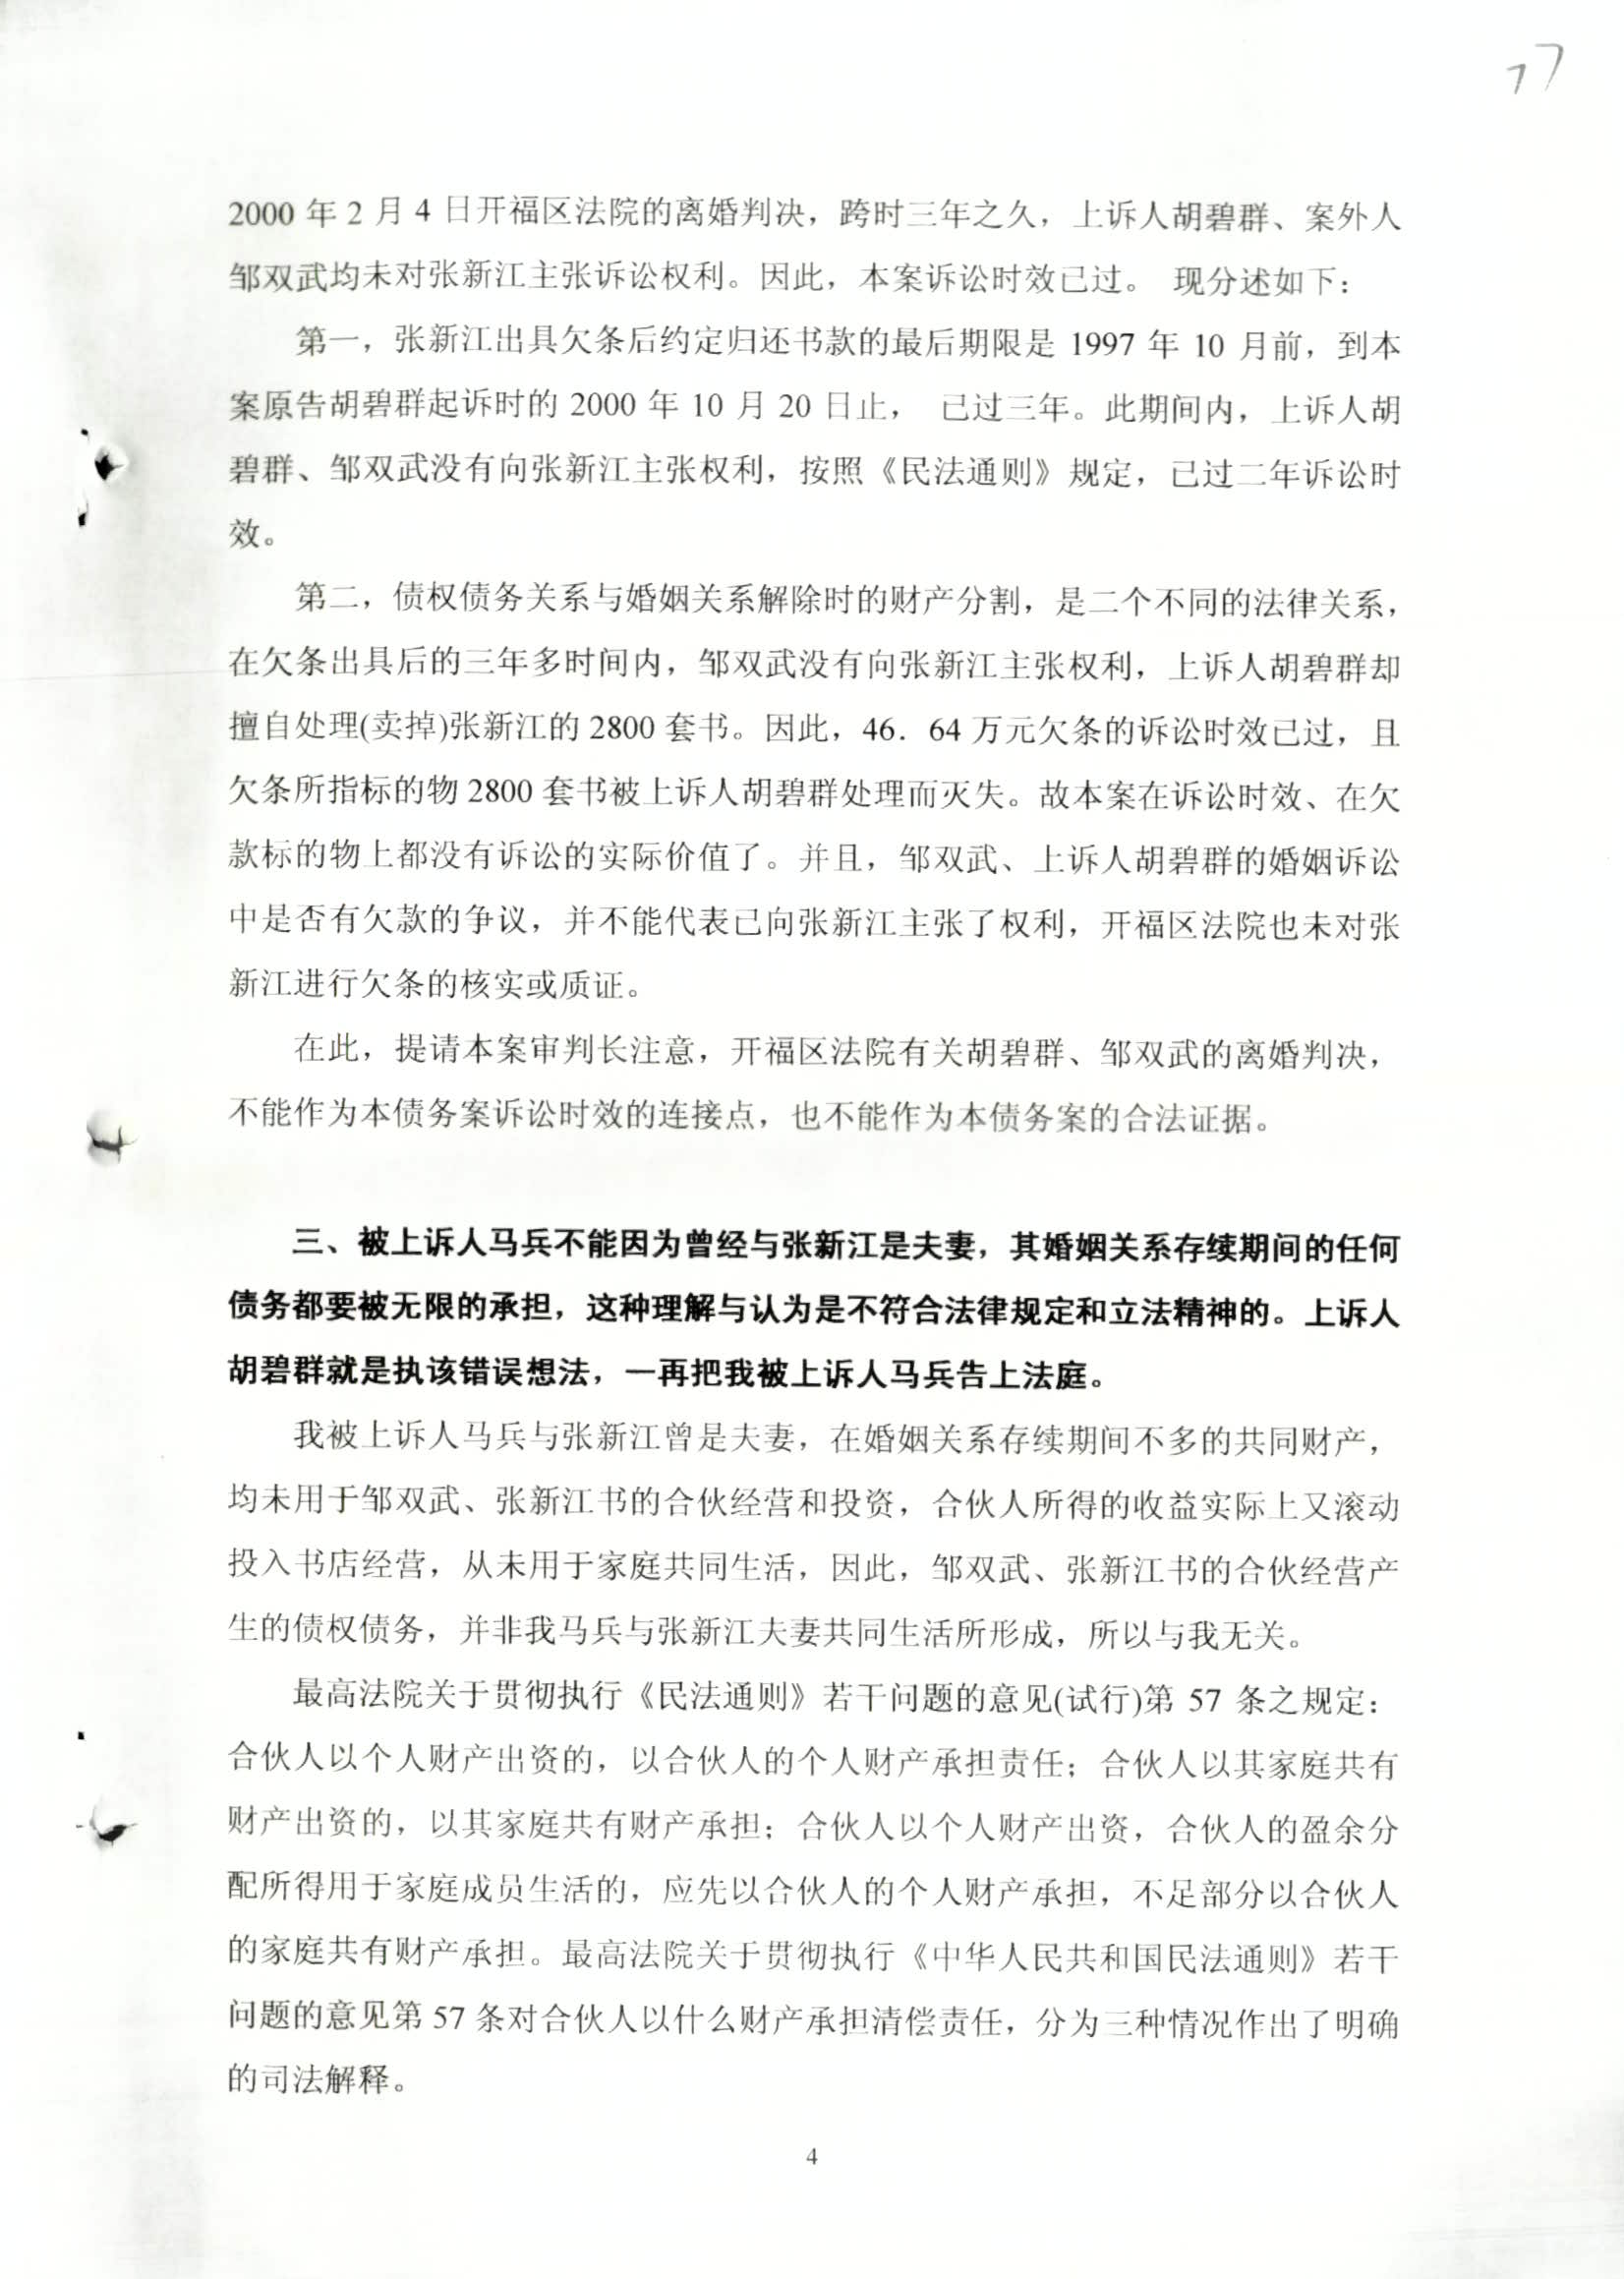 77
2000 年 2 月 4 日开福区法院的离婚判决，跨时三年之久，上诉人胡碧群、案外人
邹双武均未对张新江主张诉讼权利。因此，本案诉讼时效已过。 现分述如下：
第一，张新江出具欠条后约定归还书款的最后期限是 1997 年 10 月前，到本
案原告胡碧群起诉时的 2000 年 10 月 20 日止， 已过三年。此期间内，上诉人胡
碧群、邹双武没有向张新江主张权利，按照《民法通则》规定，已过二年诉讼时
效。
第二，债权债务关系与婚姻关系解除时的财产分割，是二个不同的法律关系，
在欠条出具后的三年多时间内，邹双武没有向张新江主张权利，上诉人胡碧群却
擅自处理(卖掉)张新江的 2800 套书。因此，46．64 万元欠条的诉讼时效已过，且
欠条所指标的物 2800 套书被上诉人胡碧群处理而灭失。故本案在诉讼时效、在欠
款标的物上都没有诉讼的实际价值了。并且，邹双武、上诉人胡碧群的婚姻诉讼
中是否有欠款的争议，并不能代表已向张新江主张了权利，开福区法院也未对张
新江进行欠条的核实或质证。
在此，提请本案审判长注意，开福区法院有关胡碧群、邹双武的离婚判决，
不能作为本债务案诉讼时效的连接点，也不能作为本债务案的合法证据。
三、被上诉人马兵不能因为曾经与张新江是夫妻，其婚姻关系存续期间的任何
债务都要被无限的承担，这种理解与认为是不符合法律规定和立法精神的。上诉人
胡碧群就是执该错误想法，一再把我被上诉人马兵告上法庭。
我被上诉人马兵与张新江曾是夫妻，在婚姻关系存续期间不多的共同财产，
均未用于邹双武、张新江书的合伙经营和投资，合伙人所得的收益实际上又滚动
投入书店经营，从未用于家庭共同生活，因此，邹双武、张新江书的合伙经营产
生的债权债务，并非我马兵与张新江夫妻共同生活所形成，所以与我无关。
最高法院关于贯彻执行《民法通则》若干问题的意见(试行)第 57 条之规定：
合伙人以个人财产出资的，以合伙人的个人财产承担责任；合伙人以其家庭共有
财产出资的，以其家庭共有财产承担；合伙人以个人财产出资，合伙人的盈余分
配所得用于家庭成员生活的，应先以合伙人的个人财产承担，不足部分以合伙人
的家庭共有财产承担。最高法院关于贯彻执行《中华人民共和国民法通则》若干
问题的意见第 57 条对合伙人以什么财产承担清偿责任，分为三种情况作出了明确
的司法解释。
4